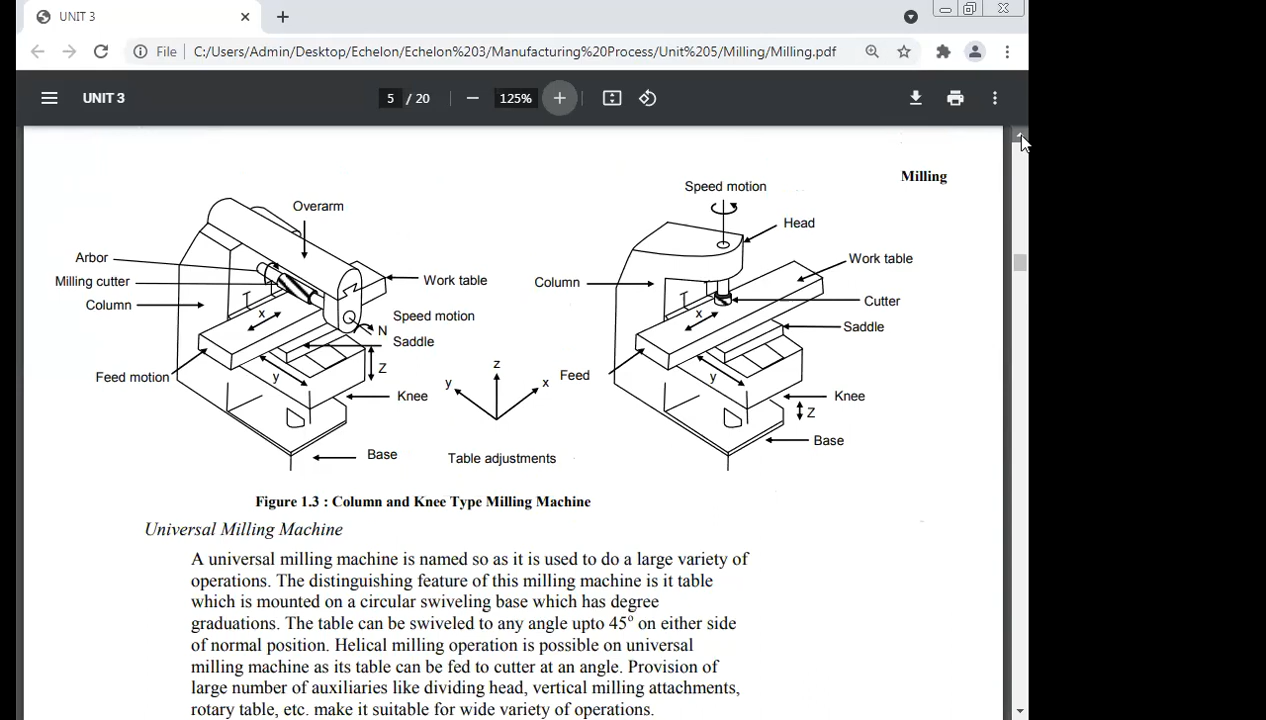 UNIT 3
File C:/Users/Admin/Desktop/Echelon/Echelon%203/Manufacturing%20Process/Unit%205/Milling/Milling.pdf
UNIT 3
5 / 20
125%
Milling
Overarm
Arbor
Milling cutter
Column
Work table
Speed motion
N
Saddle
x
y
Z
Feed motion
Knee
Base
z
y
x
Table adjustments
Speed motion
Head
Column
Work table
Cutter
Saddle
x
y
Feed
Knee
Z
Base
Figure 1.3 : Column and Knee Type Milling Machine
Universal Milling Machine
A universal milling machine is named so as it is used to do a large variety of
operations. The distinguishing feature of this milling machine is it table
which is mounted on a circular swiveling base which has degree
graduations. The table can be swiveled to any angle upto 45o on either side
of normal position. Helical milling operation is possible on universal
milling machine as its table can be fed to cutter at an angle. Provision of
large number of auxiliaries like dividing head, vertical milling attachments,
rotary table, etc. make it suitable for wide variety of operations.